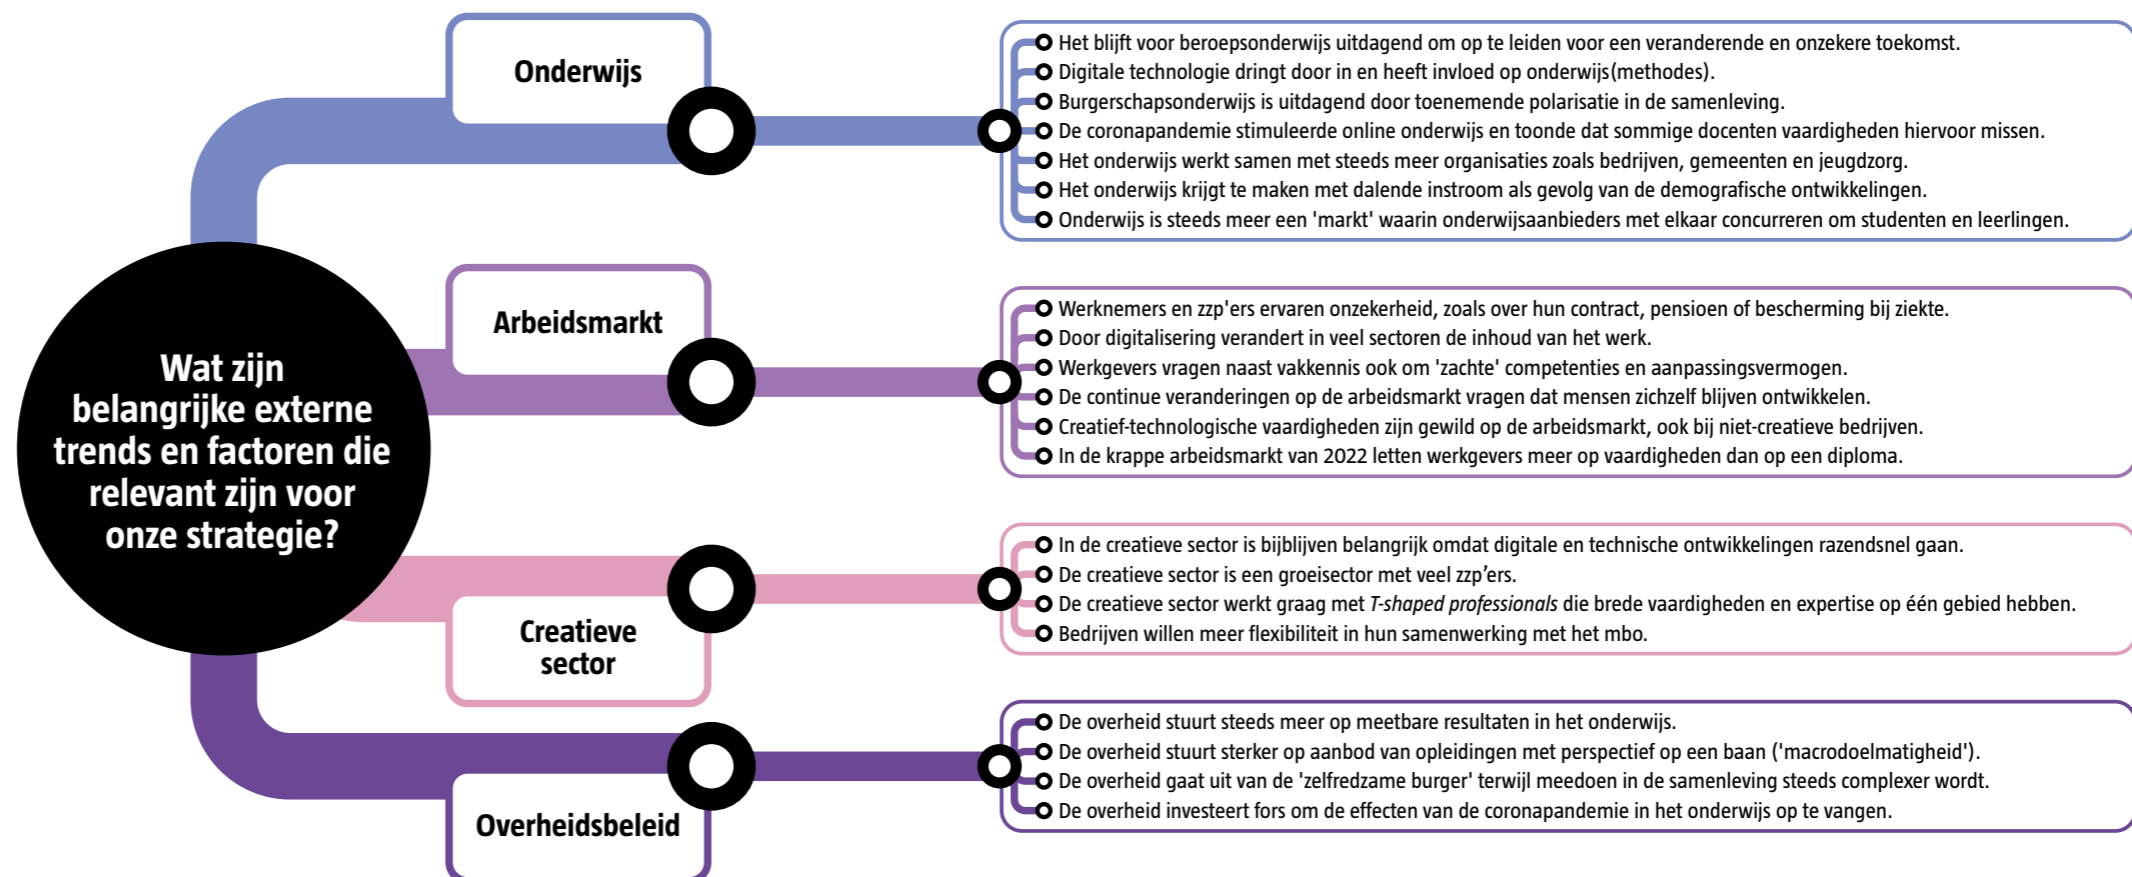 Wat zijn
belangrijke externe
trends en factoren die
relevant zijn voor
onze strategie?
Onderwijs
Het blijft voor beroepsonderwijs uitdagend om op te leiden voor een veranderende en onzekere toekomst.
Digitale technologie dringt door in en heeft invloed op onderwijs(methodes).
Burgerschapsonderwijs is uitdagend door toenemende polarisatie in de samenleving.
De coronapandemie stimuleerde online onderwijs en toonde dat sommige docenten vaardigheden hiervoor missen.
Het onderwijs werkt samen met steeds meer organisaties zoals bedrijven, gemeenten en jeugdzorg.
Het onderwijs krijgt te maken met dalende instroom als gevolg van de demografische ontwikkelingen.
Onderwijs is steeds meer een 'markt' waarin onderwijsaanbieders met elkaar concurreren om studenten en leerlingen.
Arbeidsmarkt
Werknemers en zzp'ers ervaren onzekerheid, zoals over hun contract, pensioen of bescherming bij ziekte.
Door digitalisering verandert in veel sectoren de inhoud van het werk.
Werkgevers vragen naast vakkennis ook om 'zachte' competenties en aanpassingsvermogen.
De continue veranderingen op de arbeidsmarkt vragen dat mensen zichzelf blijven ontwikkelen.
Creatief-technologische vaardigheden zijn gewild op de arbeidsmarkt, ook bij niet-creatieve bedrijven.
In de krappe arbeidsmarkt van 2022 letten werkgevers meer op vaardigheden dan op een diploma.
Creatieve
sector
In de creatieve sector is bijblijven belangrijk omdat digitale en technische ontwikkelingen razendsnel gaan.
De creatieve sector is een groeisector met veel zzp’ers.
De creatieve sector werkt graag met T-shaped professionals die brede vaardigheden en expertise op één gebied hebben.
Bedrijven willen meer flexibiliteit in hun samenwerking met het mbo.
Overheidsbeleid
De overheid stuurt steeds meer op meetbare resultaten in het onderwijs.
De overheid stuurt sterker op aanbod van opleidingen met perspectief op een baan ('macrodoelmatigheid').
De overheid gaat uit van de 'zelfredzame burger' terwijl meedoen in de samenleving steeds complexer wordt.
De overheid investeert fors om de effecten van de coronapandemie in het onderwijs op te vangen.